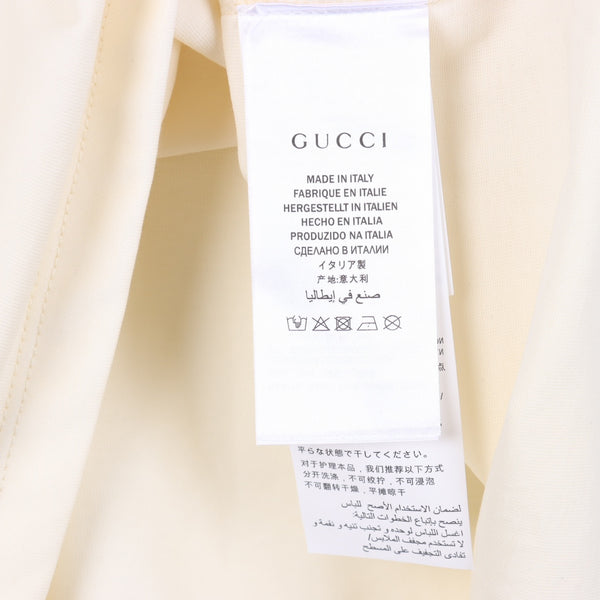 GUCCI
MADE IN ITALY
FABRIQUE EN ITALIE
HERGESTELLT IN ITALIEN
HECHO EN ITALIA
PRODUZIDO NA ITALIA
СДЕЛАНО В ИТАЛИИ
イタリア製
产地:意大利
صنع في إيطاليا
平らな状態で干してください。
对于护理本品，我们推荐以下方式
分开洗涤，不可绞拧，不可浸泡
不可翻转干燥，平摊晾干
لضمان الاستخدام الأصح للباس
ينصح بإتباع الخطوات التالية:
اغسل اللباس لوحده و تجنب تنيه و نقعة و
لا تستخدم مجفف الملابس/
تفادى التجفيف على المسطح